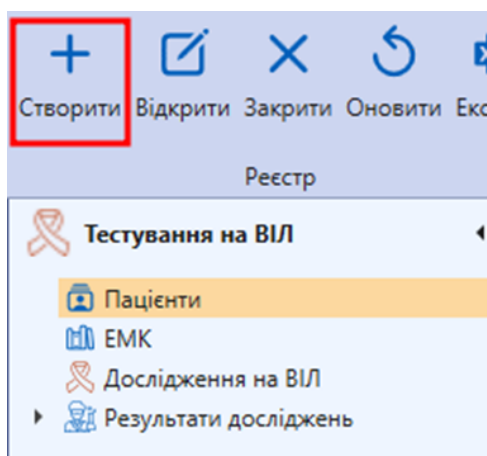 Створити Відкрити Закрити Оновити
Реєстр
Тестування на ВІЛ
Пацієнти
ЕМК
Дослідження на ВІЛ
Результати досліджень